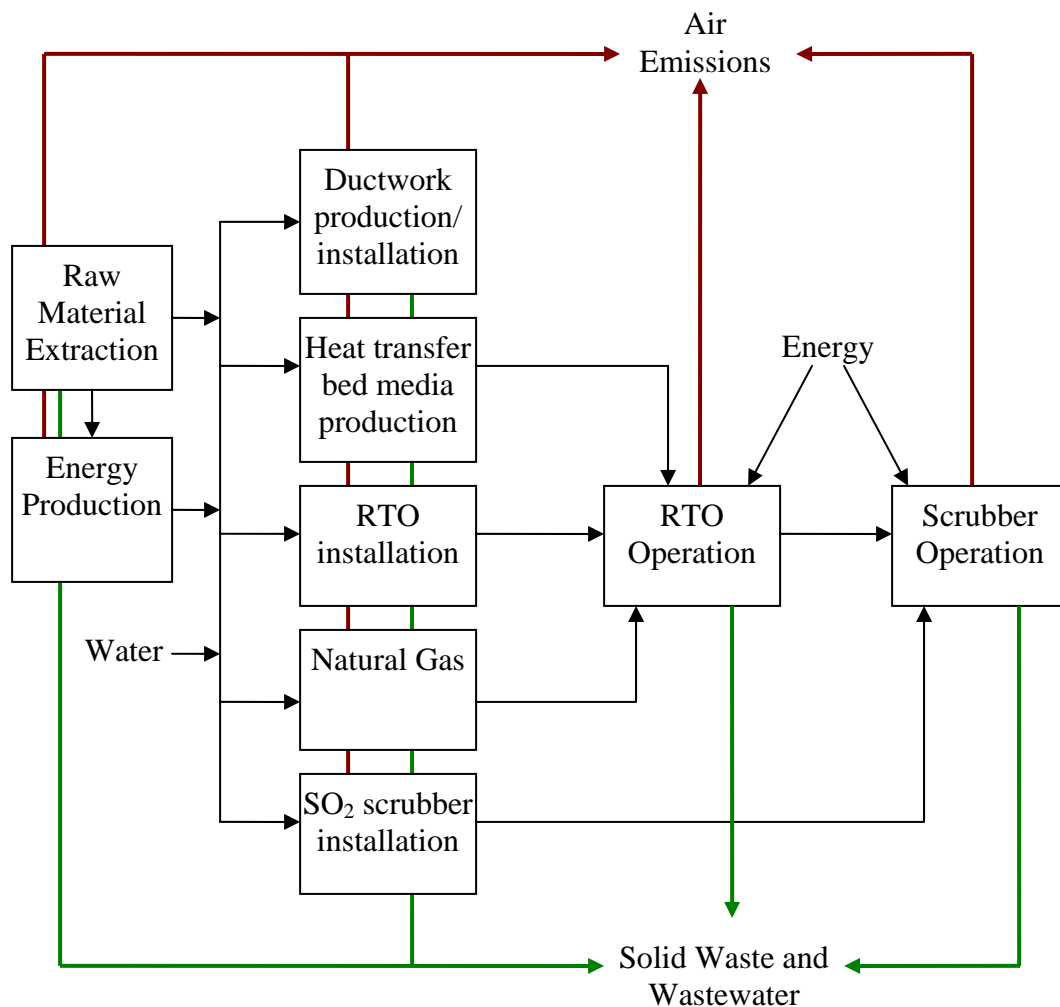 Air
Emissions
Ductwork
production/
installation
Raw
Material
Extraction
Heat transfer
bed media
production
Energy
Energy
Production
RTO
installation
RTO
Operation
Scrubber
Operation
Water
Natural Gas
SO₂ scrubber
installation
Solid Waste and
Wastewater